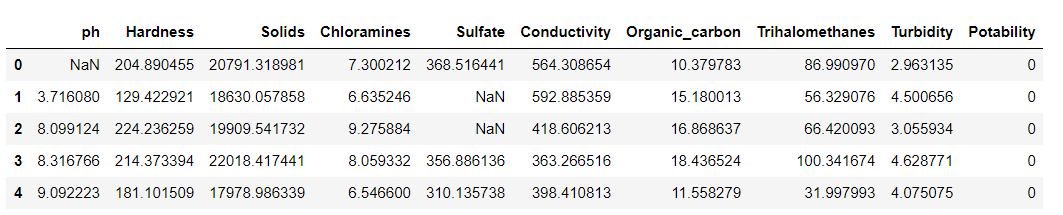 ph Hardness Solids Chloramines Sulfate Conductivity Organic_carbon Trihalomethanes Turbidity Potability
0 NaN 204.890455 20791.318981 7.300212 368.516441 564.308654 10.379783 86.990970 2.963135 0
1 3.716080 129.422921 18630.057858 6.635246 NaN 592.885359 15.180013 56.329076 4.500656 0
2 8.099124 224.236259 19909.541732 9.275884 NaN 418.606213 16.868637 66.420093 3.055934 0
3 8.316766 214.373394 22018.417441 8.059332 356.886136 363.266516 18.436524 100.341674 4.628771 0
4 9.092223 181.101509 17978.986339 6.546600 310.135738 398.410813 11.558279 31.997993 4.075075 0